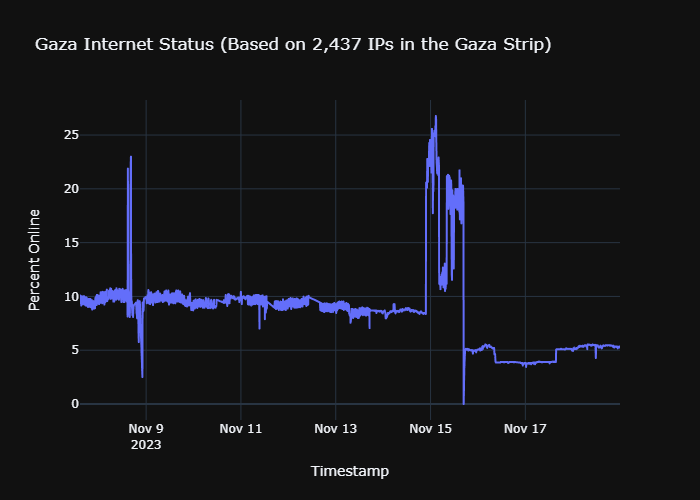 Gaza Internet Status (Based on 2,437 IPs in the Gaza Strip)
Percent Online
25
20
15
10
5
0
Nov 9
2023
Nov 11
Nov 13
Nov 15
Nov 17
Timestamp